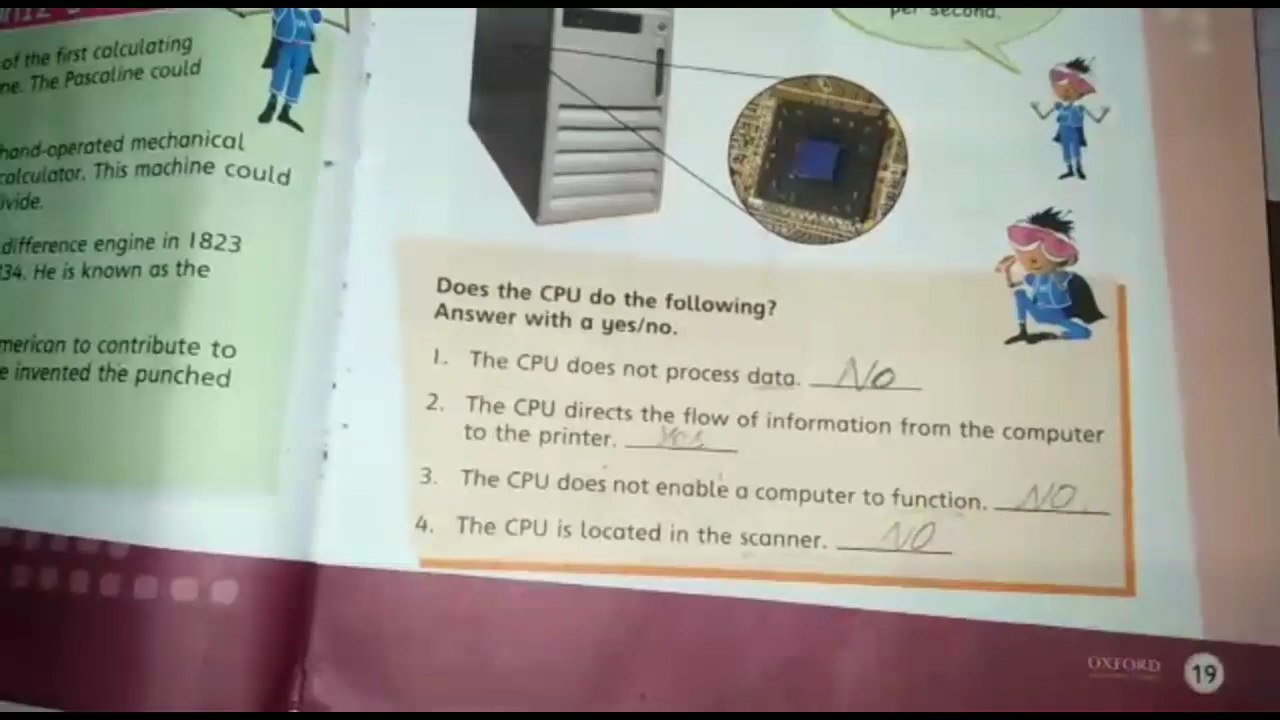 of the first calculating
ne. The Pascaline could
hand-operated mechanical
calculator. This machine could
ivide.
difference engine in 1823
34. He is known as the
merican to contribute to
e invented the punched
per second.
Does the CPU do the following?
Answer with a yes/no.
1. The CPU does not process data. NO
2. The CPU directs the flow of information from the computer
to the printer. Yes
3. The CPU does not enable a computer to function. NO
4. The CPU is located in the scanner. NO
OXFORD
19